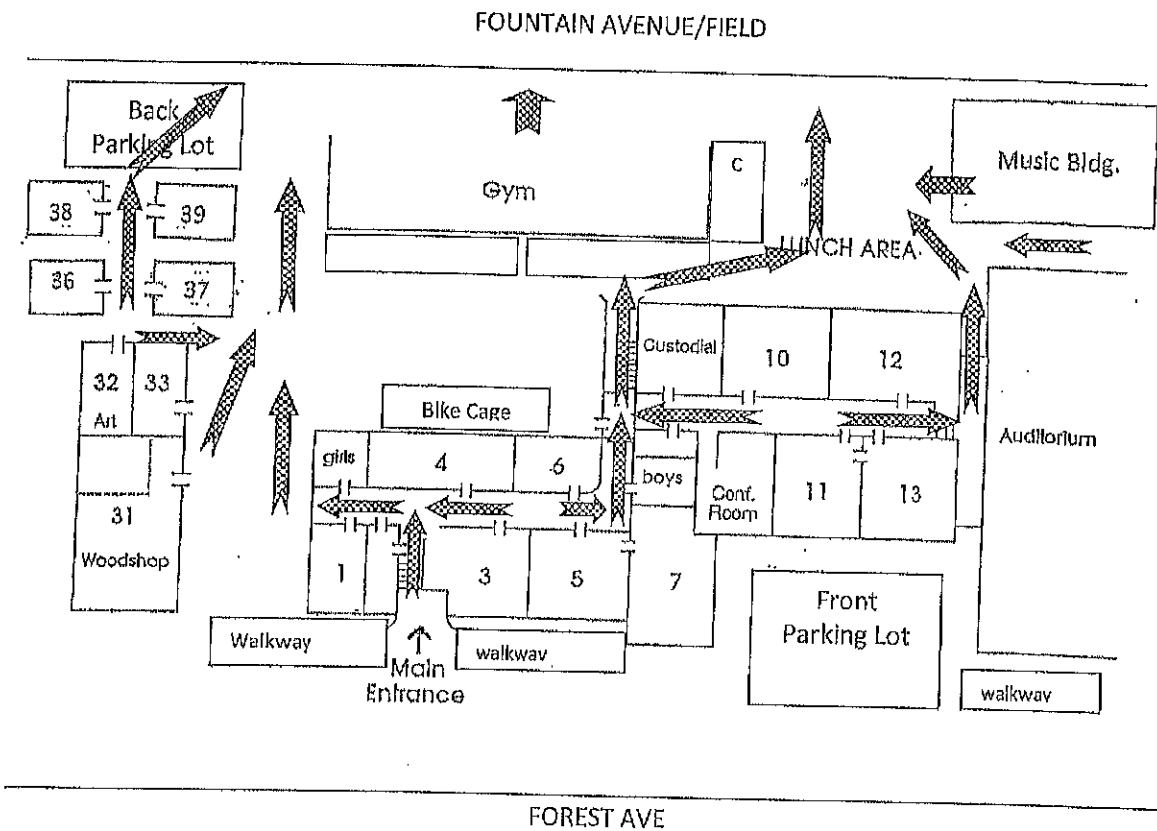 FOUNTAIN AVENUE/FIELD
Back
Parking Lot
Gym
C
Music Bldg.
38
39
LUNCH AREA
36
37
Custodial
10
12
32
33
Art
Bike Cage
Auditorium
girls
4
6
boys
Conf.
Room
11
13
31
Woodshop
1
3
5
7
Front
Parking Lot
Walkway
walkway
Main
Entrance
walkway
FOREST AVE